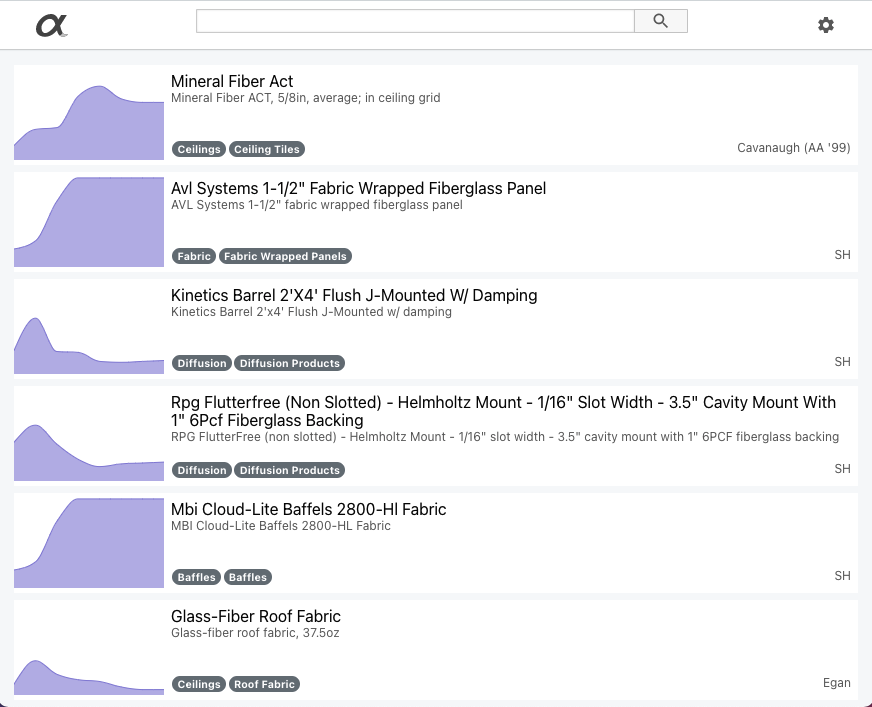 α
Mineral Fiber Act
Mineral Fiber ACT, 5/8in, average; in ceiling grid
Ceilings Ceiling Tiles
Cavanaugh (AA '99)
Avl Systems 1-1/2" Fabric Wrapped Fiberglass Panel
AVL Systems 1-1/2" fabric wrapped fiberglass panel
Fabric Fabric Wrapped Panels
SH
Kinetics Barrel 2'X4' Flush J-Mounted W/ Damping
Kinetics Barrel 2'x4' Flush J-Mounted w/ damping
Diffusion Diffusion Products
SH
Rpg Flutterfree (Non Slotted) - Helmholtz Mount - 1/16" Slot Width - 3.5" Cavity Mount With
1" 6Pcf Fiberglass Backing
RPG FlutterFree (non slotted) - Helmholtz Mount - 1/16" slot width - 3.5" cavity mount with 1" 6PCF fiberglass backing
Diffusion Diffusion Products
SH
Mbi Cloud-Lite Baffels 2800-Hl Fabric
MBI Cloud-Lite Baffels 2800-HL Fabric
Baffles Baffles
SH
Glass-Fiber Roof Fabric
Glass-fiber roof fabric, 37.5oz
Ceilings Roof Fabric
Egan